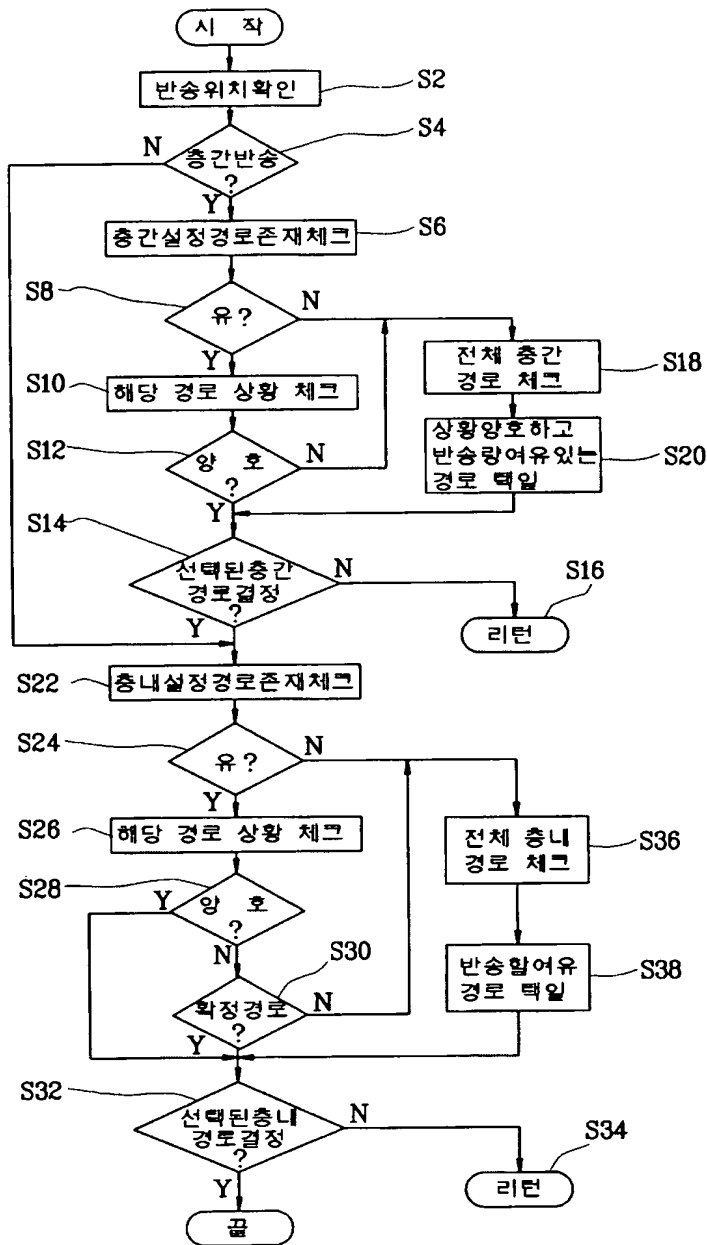 시 작
반송위치확인
S2
S4
N
층간반송
?
Y
층간설정경로존재체크
S6
S8
유?
N
Y
S10
해당 경로 상황 체크
전체 층간
경로 체크
S18
S12
양 호
?
N
Y
상황양호하고
반송량여유있는
경로 택일
S20
S14
선택된층간
경로결정
?
N
Y
S16
리턴
S22
층내설정경로존재체크
S24
유?
N
Y
S26
해당 경로 상황 체크
전체 층내
경로 체크
S36
S28
Y
양 호
?
N
S30
확정경로
?
N
Y
반송할여유
경로 택일
S38
S32
선택된층내
경로결정
?
N
Y
S34
리턴
끝